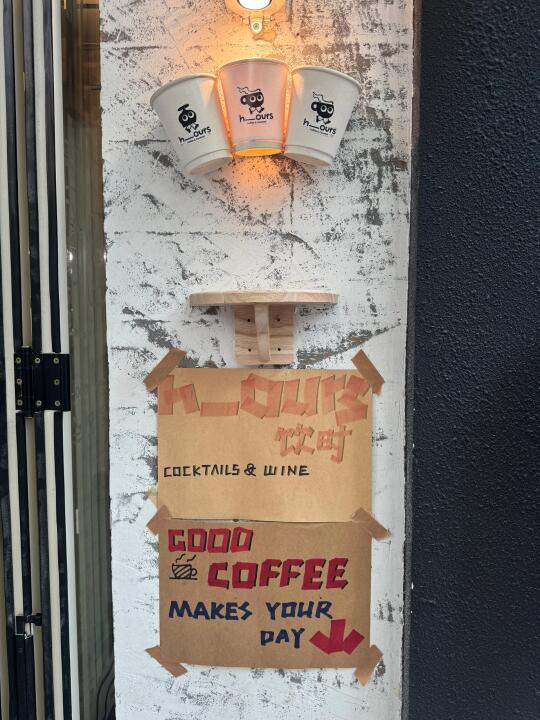 h_ours
h_ours
h_ours
h_ours
饮时
COCKTAILS & WINE
GOOD
COFFEE
MAKES YOUR
DAY